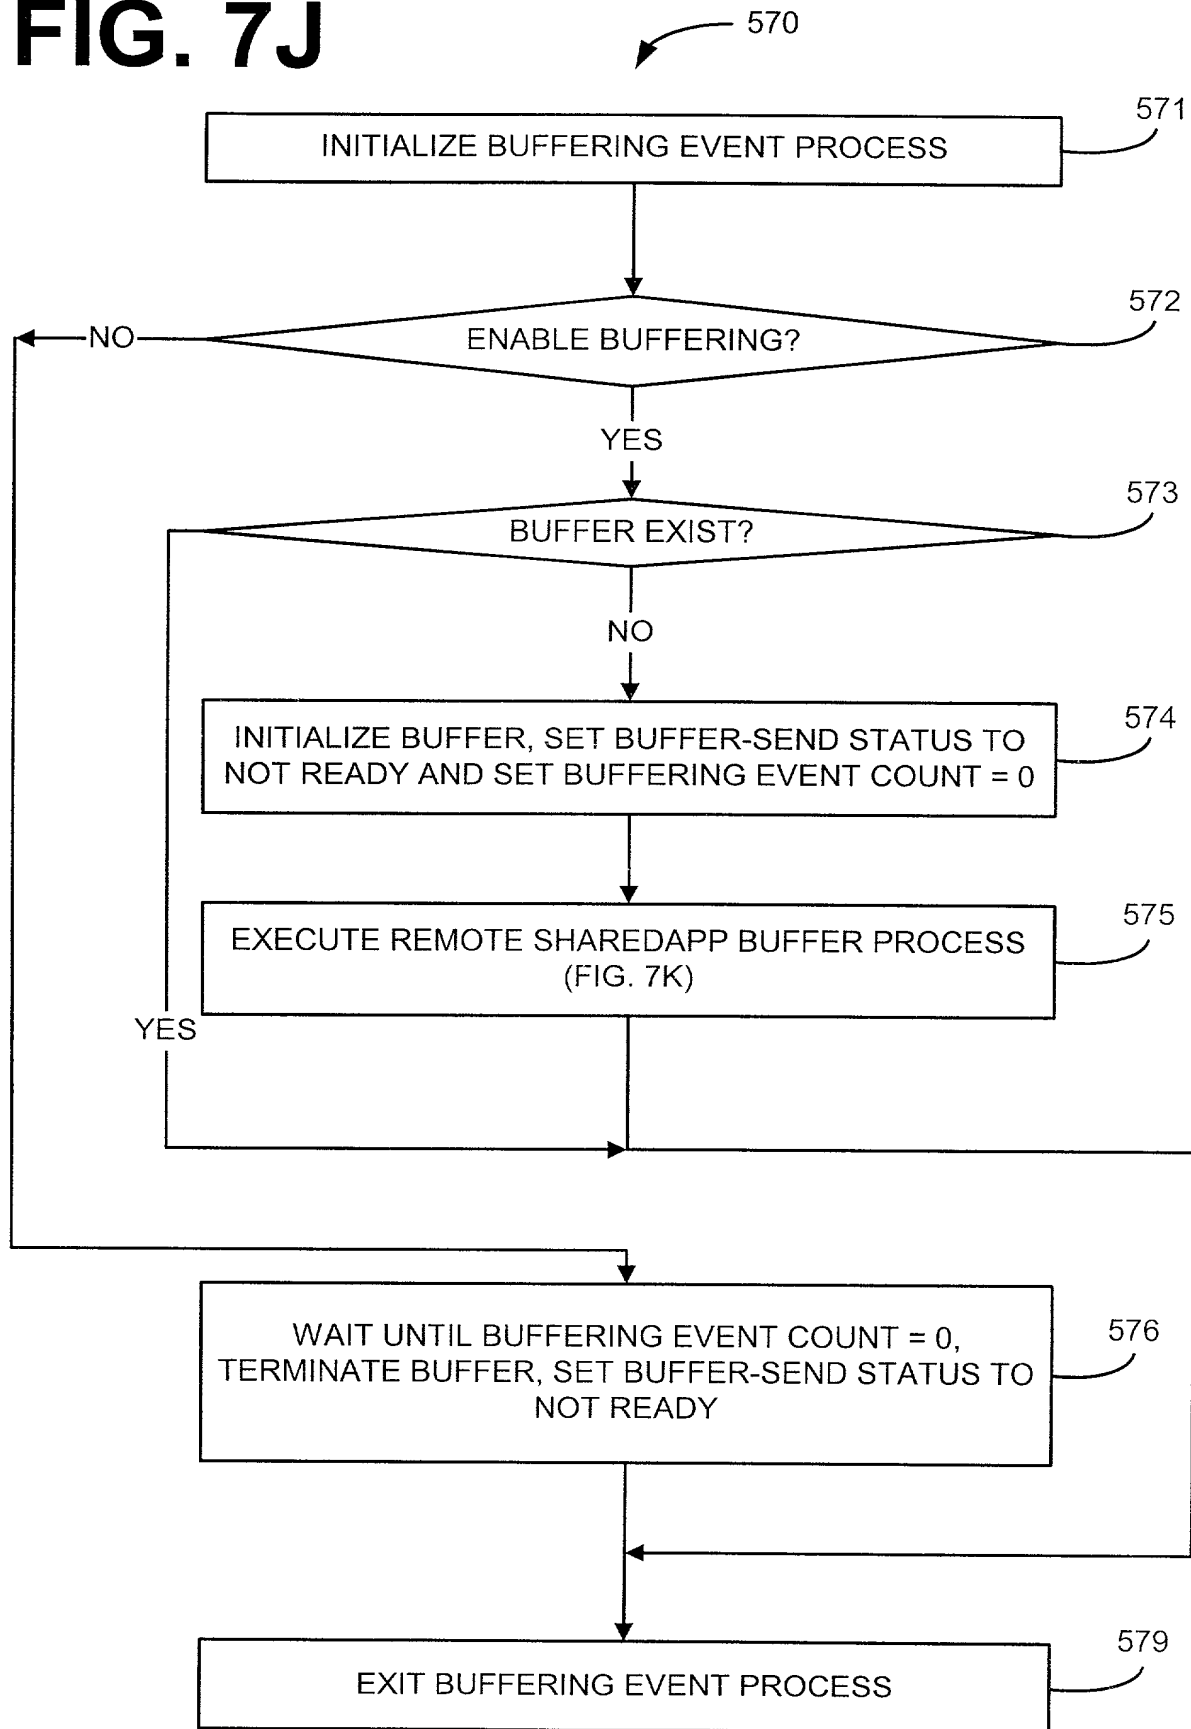 FIG. 7J
570
571
INITIALIZE BUFFERING EVENT PROCESS
572
NO
ENABLE BUFFERING?
YES
573
BUFFER EXIST?
NO
574
INITIALIZE BUFFER, SET BUFFER-SEND STATUS TO
NOT READY AND SET BUFFERING EVENT COUNT = 0
575
EXECUTE REMOTE SHAREDAPP BUFFER PROCESS
(FIG. 7K)
YES
576
WAIT UNTIL BUFFERING EVENT COUNT = 0,
TERMINATE BUFFER, SET BUFFER-SEND STATUS TO
NOT READY
579
EXIT BUFFERING EVENT PROCESS